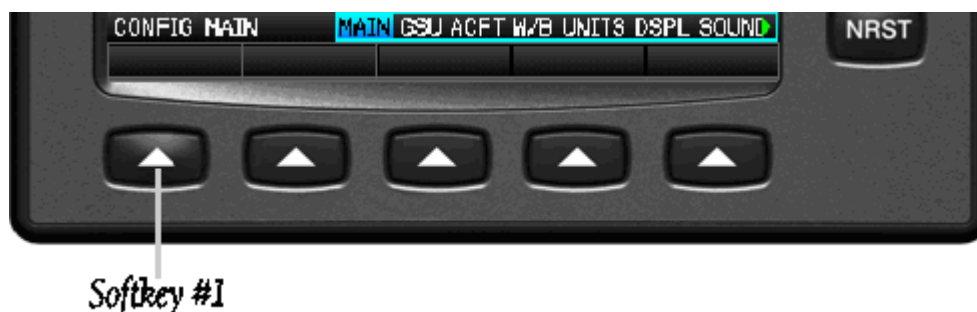 CONFIG MAIN MAIN GSU ACFT W/B UNITS DSPL SOUND
NRST
Softkey #1